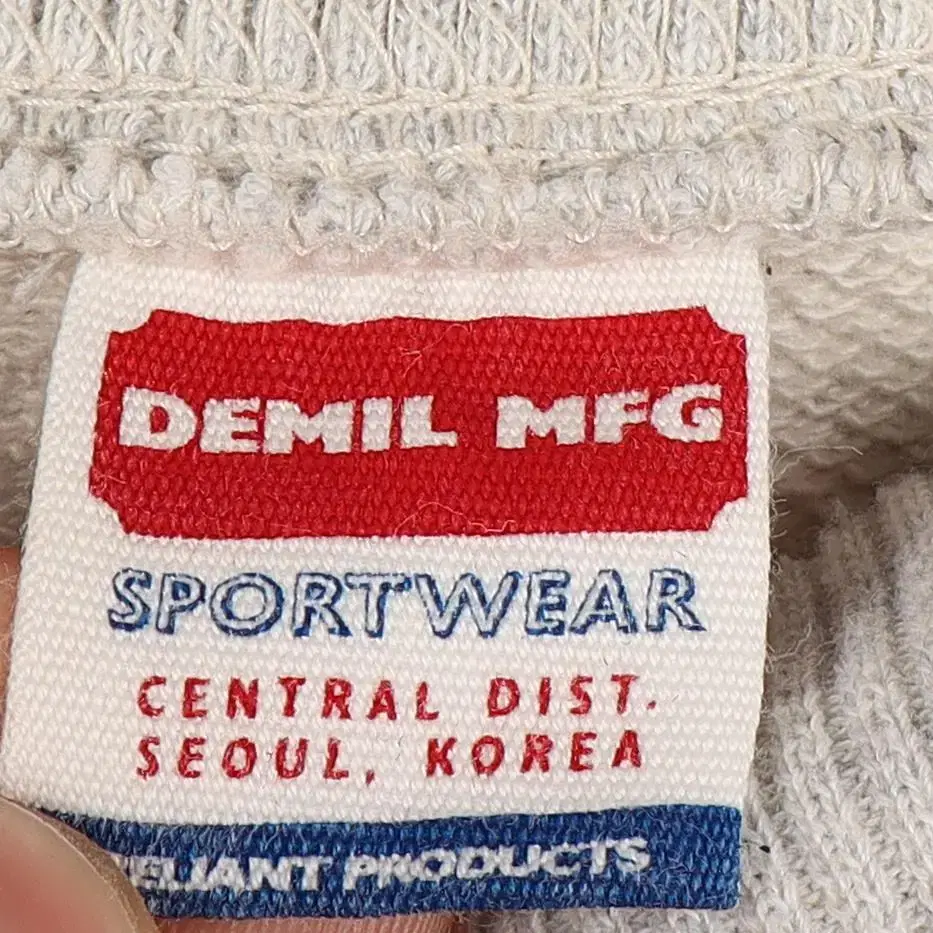 DEMIL MFG
SPORTWEAR
CENTRAL DIST.
SEOUL, KOREA
PRODUCTS